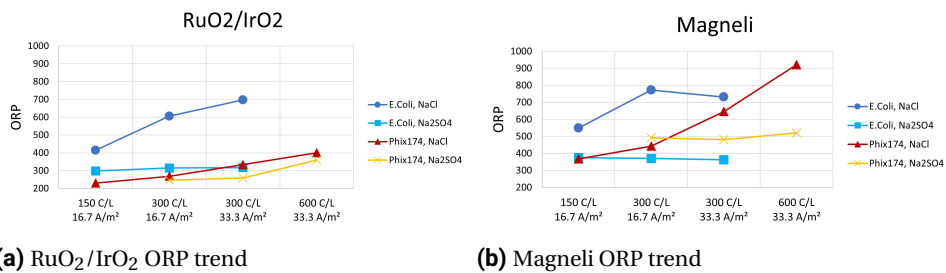 RuO2/IrO2
1000
900
800
700
600
500
400
300
200
ORP
150 C/L
16.7 A/m²
300 C/L
16.7 A/m²
300 C/L
33.3 A/m²
600 C/L
33.3 A/m²
E.Coli, NaCl
E.Coli, Na2SO4
Phix174, NaCl
Phix174, Na2SO4
(a) RuO₂/IrO₂ ORP trend
Magneli
1000
900
800
700
600
500
400
300
200
ORP
150 C/L
16.7 A/m²
300 C/L
16.7 A/m²
300 C/L
33.3 A/m²
600 C/L
33.3 A/m²
E.Coli, NaCl
E.Coli, Na2SO4
Phix174, NaCl
Phix174, Na2SO4
(b) Magneli ORP trend